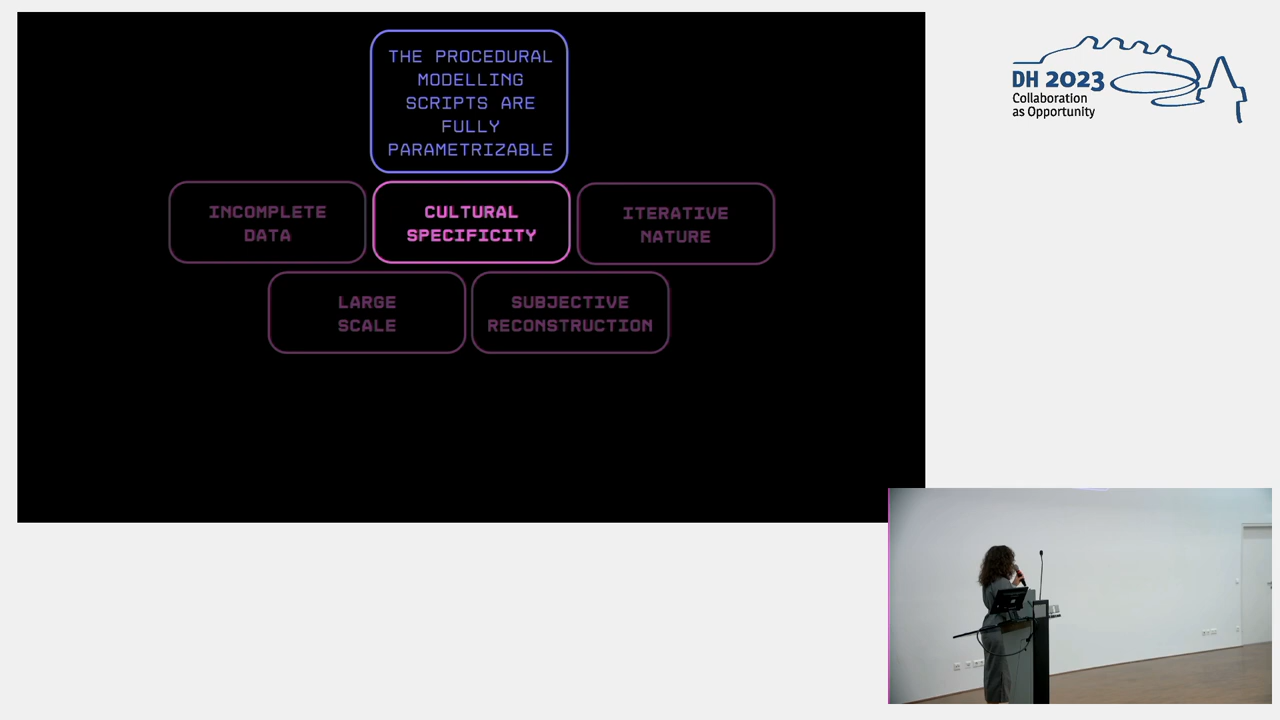 THE PROCEDURAL
MODELLING
SCRIPTS ARE
FULLY
PARAMETRIZABLE
INCOMPLETE
DATA
CULTURAL
SPECIFICITY
ITERATIVE
NATURE
LARGE
SCALE
SUBJECTIVE
RECONSTRUCTION
DH 2023
Collaboration
as Opportunity